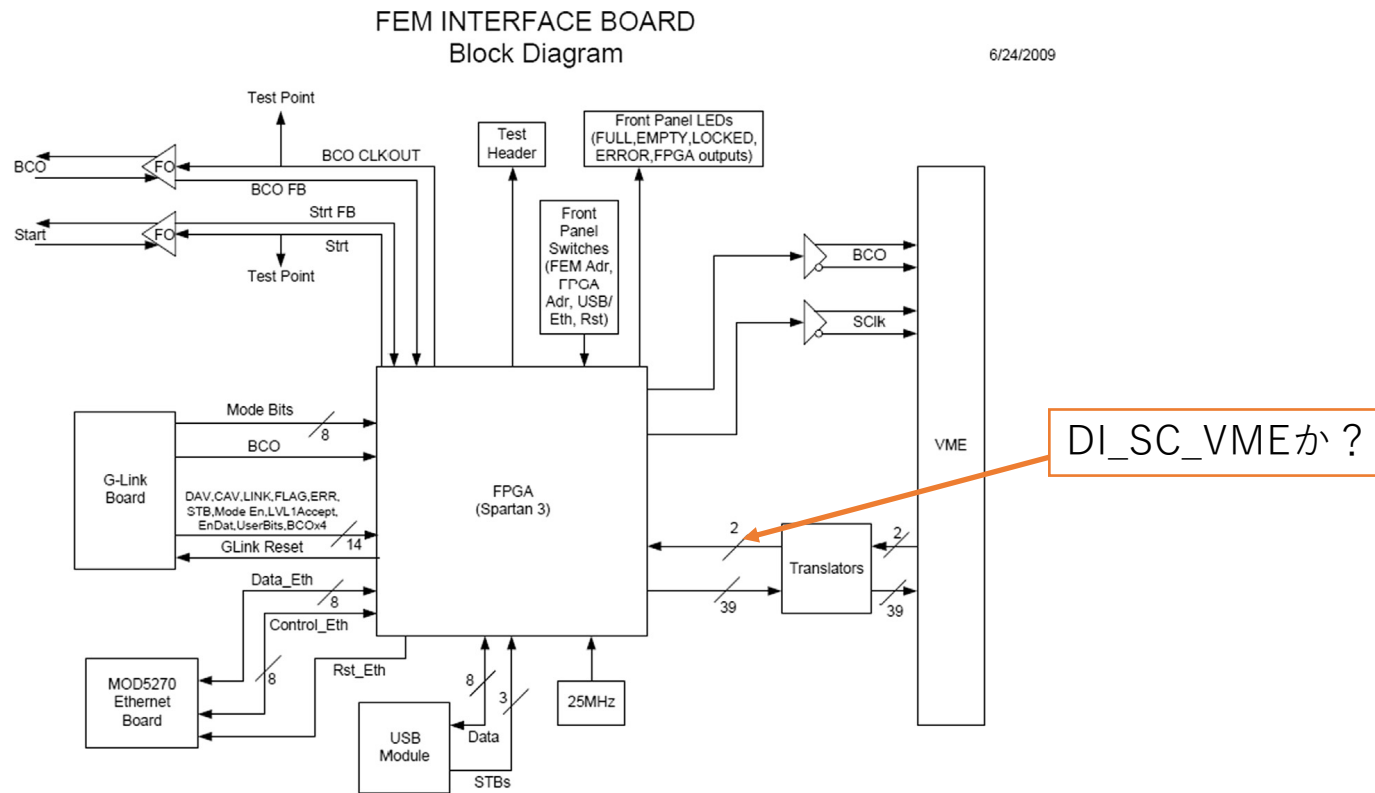 FEM INTERFACE BOARD
Block Diagram
6/24/2009
Test Point
BCO
FO
BCO CLKOUT
BCO FB
Strt FB
Start
FO
Strt
Test Point
Test
Header
Front Panel LEDs
(FULL,EMPTY,LOCKED,
ERROR,FPGA outputs)
Front
Panel
Switches
(FEM Adr,
FPGA
Adr, USB/
Eth, Rst)
BCO
SClk
VME
G-Link
Board
Mode Bits
8
BCO
DAV,CAV,LINK,FLAG,ERR,
STB,Mode En,LVL1Accept,
EnDat,UserBits,BCOx4
14
GLink Reset
FPGA
(Spartan 3)
DI_SC_VMEか？
2
Translators
2
39
39
Data_Eth
8
Control_Eth
8
Rst_Eth
MOD5270
Ethernet
Board
8
3
Data
STBs
USB
Module
25MHz